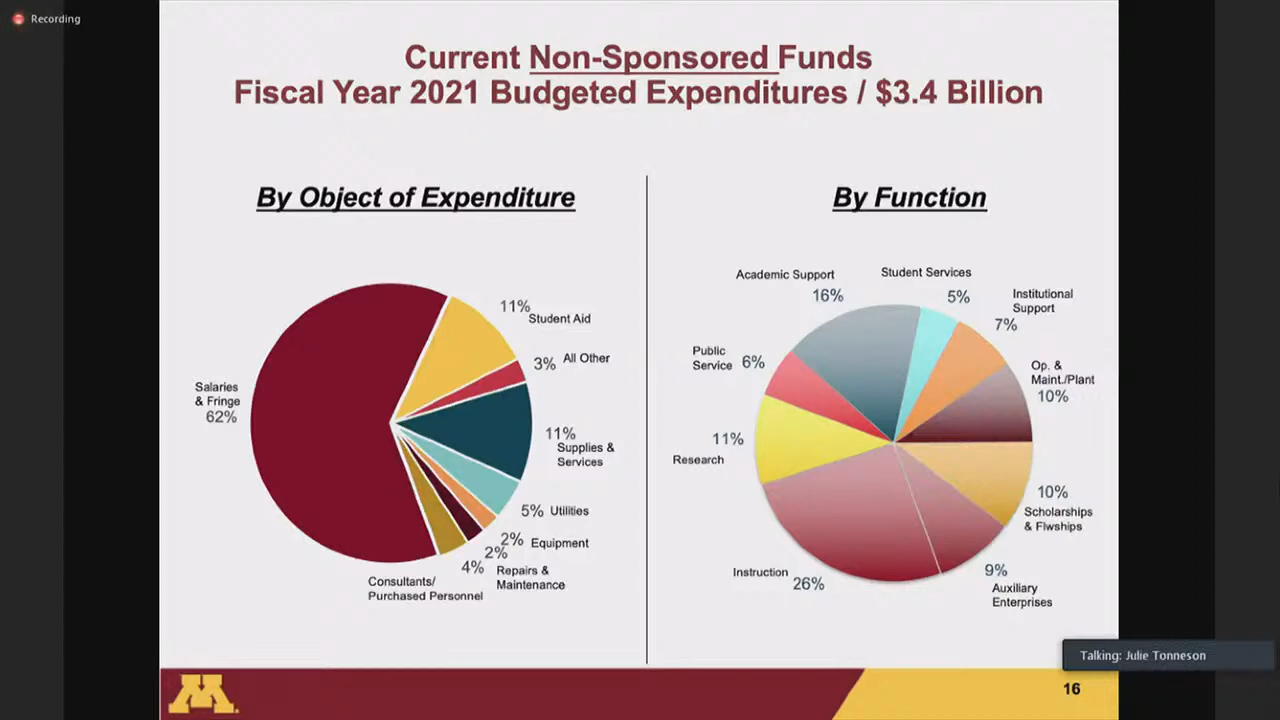 Recording
Current Non-Sponsored Funds
Fiscal Year 2021 Budgeted Expenditures / $3.4 Billion
By Object of Expenditure
11%
Student Aid
3% All Other
Salaries
& Fringe
62%
11%
Supplies &
Services
5% Utilities
2% Equipment
2%
Repairs &
Maintenance
4%
Consultants/
Purchased Personnel
By Function
Academic Support
16%
Student Services
5%
Institutional
Support
7%
Public
Service 6%
Op. &
Maint./Plant
10%
11%
Research
10%
Scholarships
& Flwships
Instruction 26%
9%
Auxiliary
Enterprises
Talking: Julie Tonneson
M
16